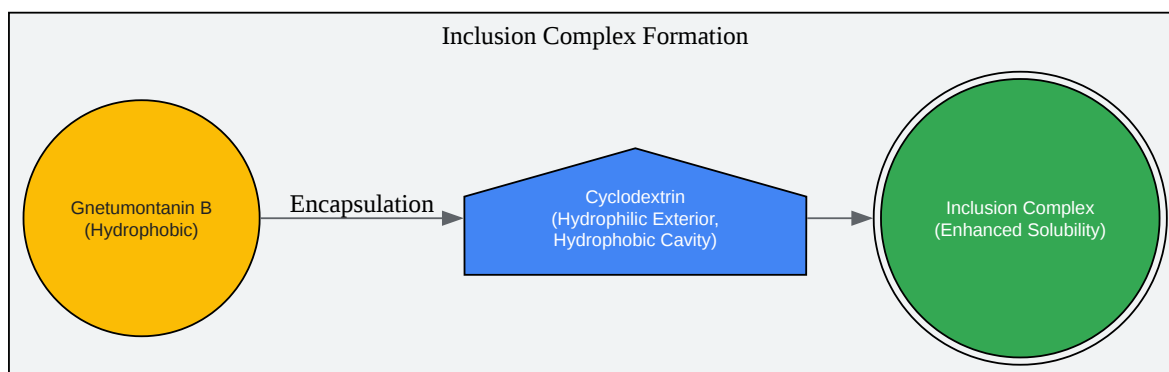 Inclusion Complex Formation
Gnetumontanin B
(Hydrophobic)
Encapsulation
Cyclodextrin
(Hydrophilic Exterior,
Hydrophobic Cavity)
Inclusion Complex
(Enhanced Solubility)